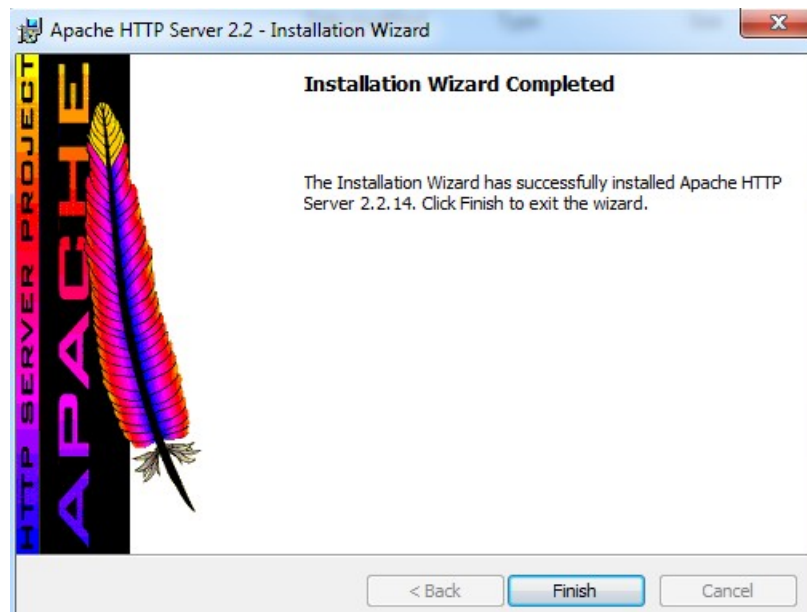 Apache HTTP Server 2.2 - Installation Wizard
HTTP SERVER PROJECT
APACHE
Installation Wizard Completed
The Installation Wizard has successfully installed Apache HTTP
Server 2.2.14. Click Finish to exit the wizard.
< Back
Finish
Cancel